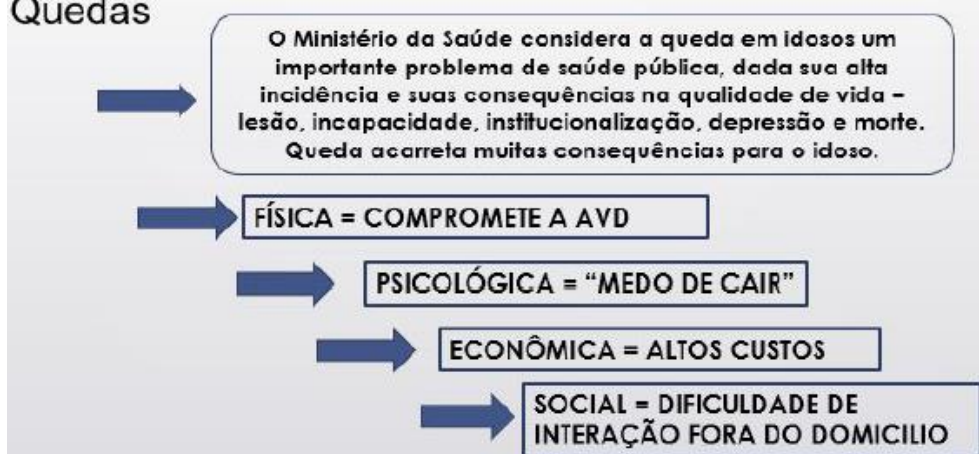 Quedas
O Ministério da Saúde considera a queda em idosos um
importante problema de saúde pública, dada sua alta
incidência e suas consequências na qualidade de vida –
lesão, incapacidade, institucionalização, depressão e morte.
Queda acarreta muitas consequências para o idoso.
FÍSICA = COMPROMETE A AVD
PSICOLÓGICA = “MEDO DE CAIR”
ECONÔMICA = ALTOS CUSTOS
SOCIAL = DIFICULDADE DE
INTERAÇÃO FORA DO DOMICILIO